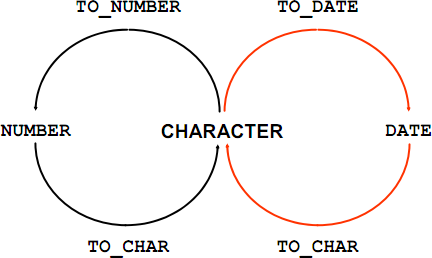 TO_NUMBER TO_DATE
NUMBER CHARACTER DATE
TO_CHAR TO_CHAR